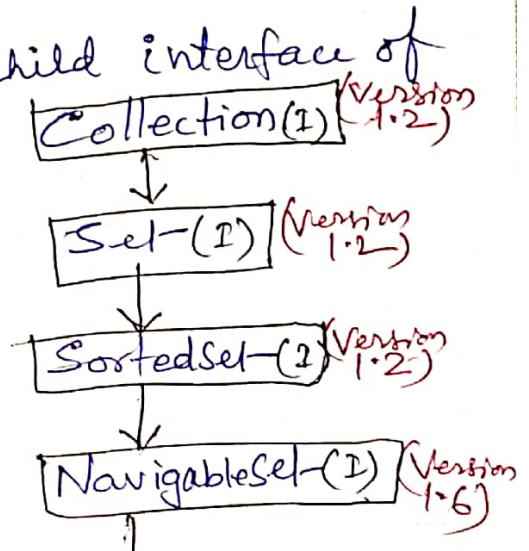 hild interface of
Collection(I) (Version
1.2)
Set-(I) (Version
1.2)
SortedSet-(I) (Version
1.2)
NavigableSet-(I) (Version
1.6)